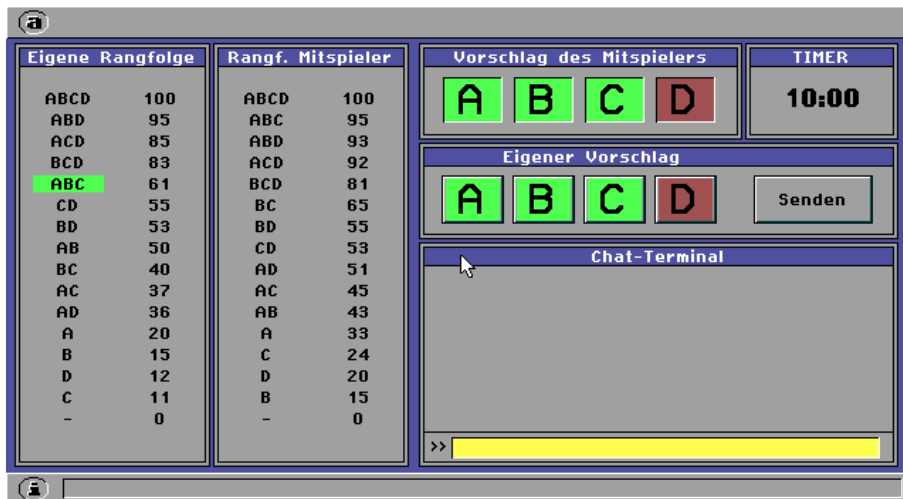 a
Eigene Rangfolge
ABCD 100
ABD 95
ACD 85
BCD 83
ABC 61
CD 55
BD 53
AB 50
BC 40
AC 37
AD 36
A 20
B 15
D 12
C 11
- 0
Rangf. Mitspieler
ABCD 100
ABC 95
ABD 93
ACD 92
BCD 81
BC 65
BD 55
CD 53
AD 51
AC 45
AB 43
A 33
C 24
D 20
B 15
- 0
Vorschlag des Mitspielers
A B C D
TIMER
10:00
Eigener Vorschlag
A B C D Senden
Chat-Terminal
>>
i